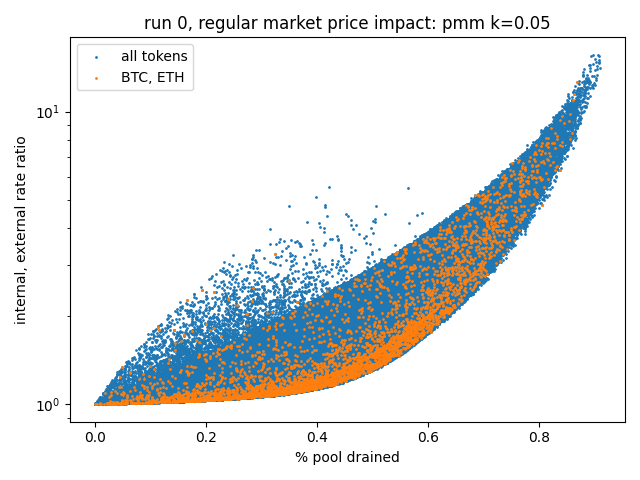 run 0, regular market price impact: pmm k=0.05
all tokens
BTC, ETH
internal, external rate ratio
10¹
10⁰
0.0 0.2 0.4 0.6 0.8
% pool drained